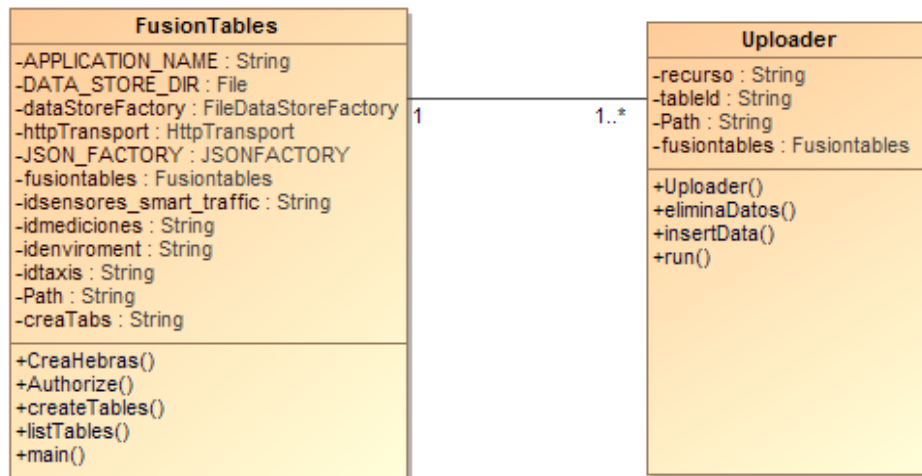 FusionTables
-APPLICATION_NAME : String
-DATA_STORE_DIR : File
-dataStoreFactory : FileDataStoreFactory
-httpTransport : HttpTransport
-JSON_FACTORY : JSONFACTORY
-fusiontables : Fusiontables
-idsensores_smart_traffic : String
-idmediciones : String
-idenviroment : String
-idtaxis : String
-Path : String
-creaTabs : String
+CreaHebras()
+Authorize()
+createTables()
+listTables()
+main()
1
1..*
Uploader
-recurso : String
-tableId : String
-Path : String
-fusiontables : Fusiontables
+Uploader()
+eliminaDatos()
+insertData()
+run()